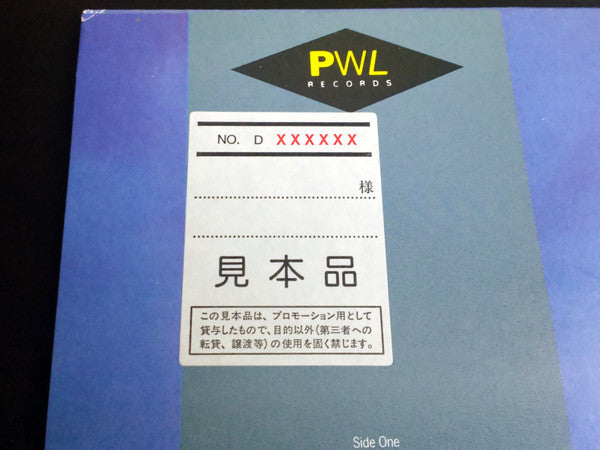 PWL
RECORDS
NO. D XXXXXX
様
見本品
この見本品は、プロモーション用として
貸与したもので、目的以外(第三者への
転貸、譲渡等)の使用を固く禁じます。
Side One